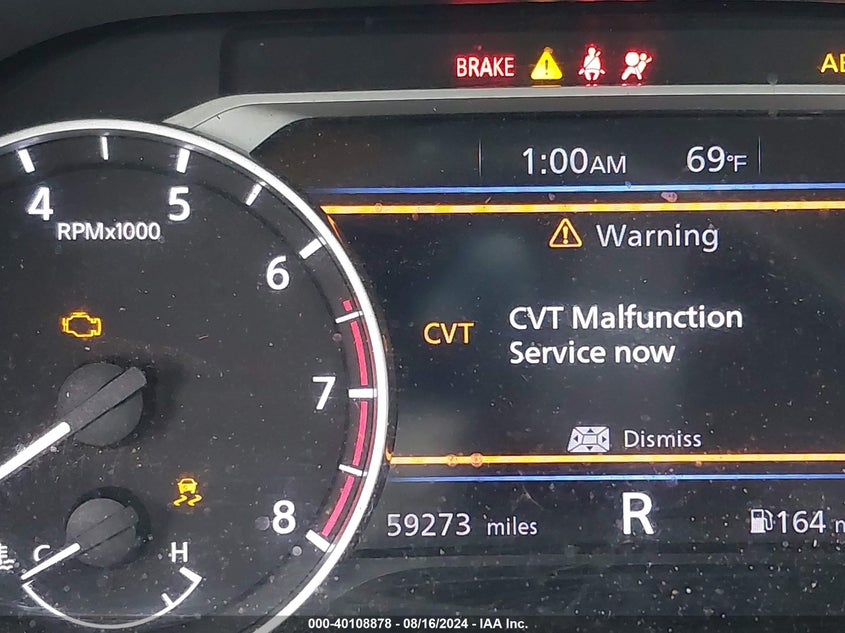 BRAKE
1:00AM 69°F
4
5
RPMx1000
6
Warning
CVT
CVT Malfunction
Service now
7
Dismiss
8
59273 miles
R
164
C
H
000-40108878 - 08/16/2024 - IAA Inc.